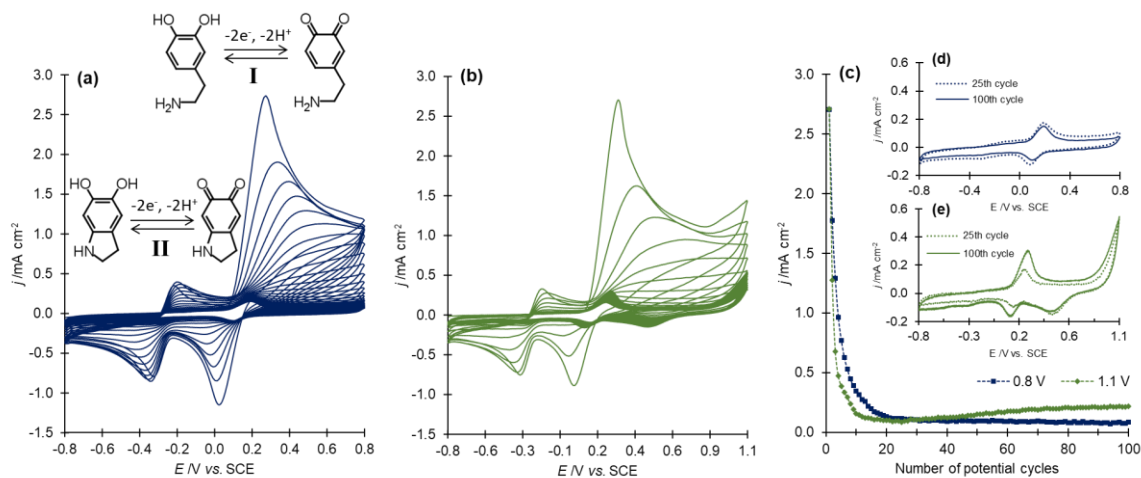 HO OH
O O
-2e⁻, -2H⁺
I
H₂N
H₂N
(a)
3.0
2.5
2.0
1.5
1.0
0.5
0.0
-0.5
-1.0
-1.5
j /mA cm⁻²
HO OH
O O
-2e⁻, -2H⁺
II
HN
HN
-0.8 -0.6 -0.4 -0.2 0.0 0.2 0.4 0.6 0.8
E /V vs. SCE
(b)
3.0
2.5
2.0
1.5
1.0
0.5
0.0
-0.5
-1.0
-1.5
j /mA cm⁻²
-0.8 -0.6 -0.3 -0.1 0.2 0.4 0.6 0.9 1.1
E /V vs. SCE
(c)
3.0
2.5
2.0
1.5
1.0
0.5
0.0
j /mA cm⁻²
0.8 V 1.1 V
0 20 40 60 80 100
Number of potential cycles
(d)
0.6
0.4
0.2
0.0
-0.2
j /mA cm⁻²
25th cycle
100th cycle
-0.8 -0.4 0.0 0.4 0.8
E /V vs. SCE
(e)
0.6
0.4
0.2
0.0
-0.2
j /mA cm⁻²
25th cycle
100th cycle
-0.8 -0.3 0.2 0.6 1.1
E /V vs. SCE